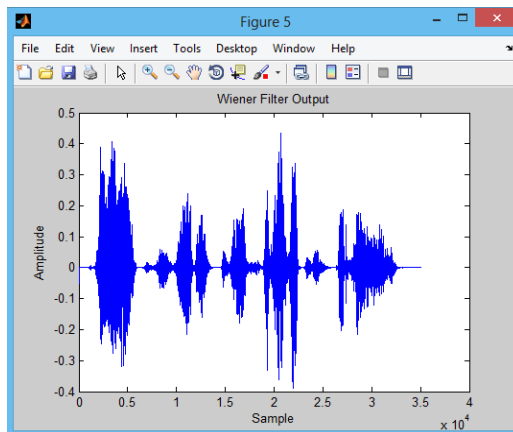 Figure 5
File Edit View Insert Tools Desktop Window Help
Wiener Filter Output
0.5
0.4
0.3
0.2
0.1
0
-0.1
-0.2
-0.3
-0.4
Amplitude
0 0.5 1 1.5 2 2.5 3 3.5 4
Sample
x 10^4